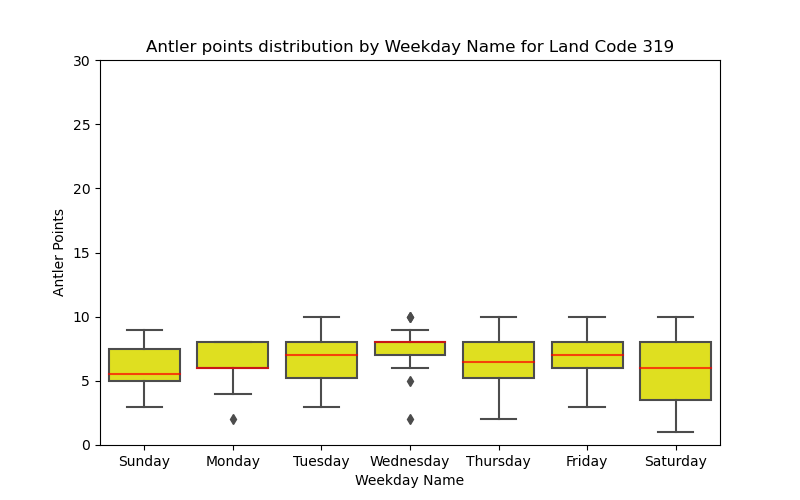 Antler points distribution by Weekday Name for Land Code 319
30
25
20
15
10
5
0
Antler Points
Sunday Monday Tuesday Wednesday Thursday Friday Saturday
Weekday Name